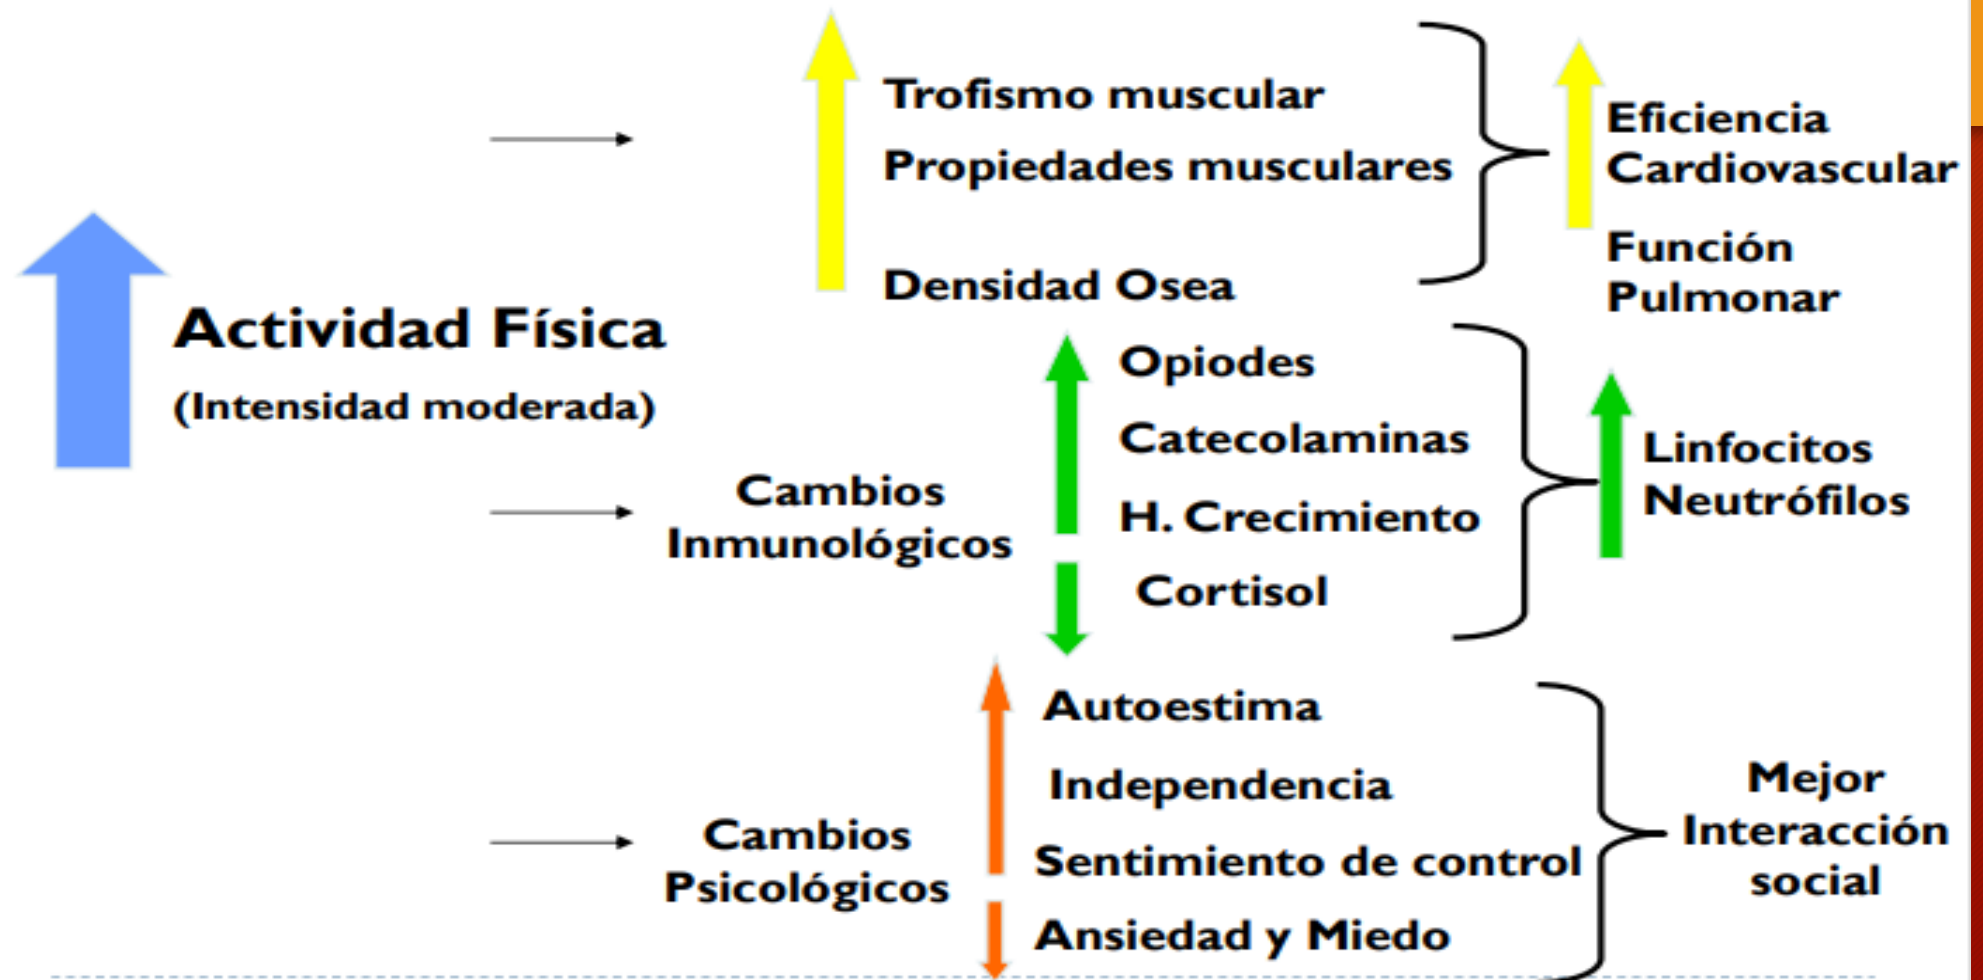 Trofismo muscular
Propiedades musculares
Densidad Osea
Eficiencia
Cardiovascular
Función
Pulmonar
Actividad Física
(Intensidad moderada)
Cambios
Inmunológicos
Opiodes
Catecolaminas
H. Crecimiento
Cortisol
Linfocitos
Neutrófilos
Cambios
Psicológicos
Autoestima
Independencia
Sentimiento de control
Ansiedad y Miedo
Mejor
Interacción
social